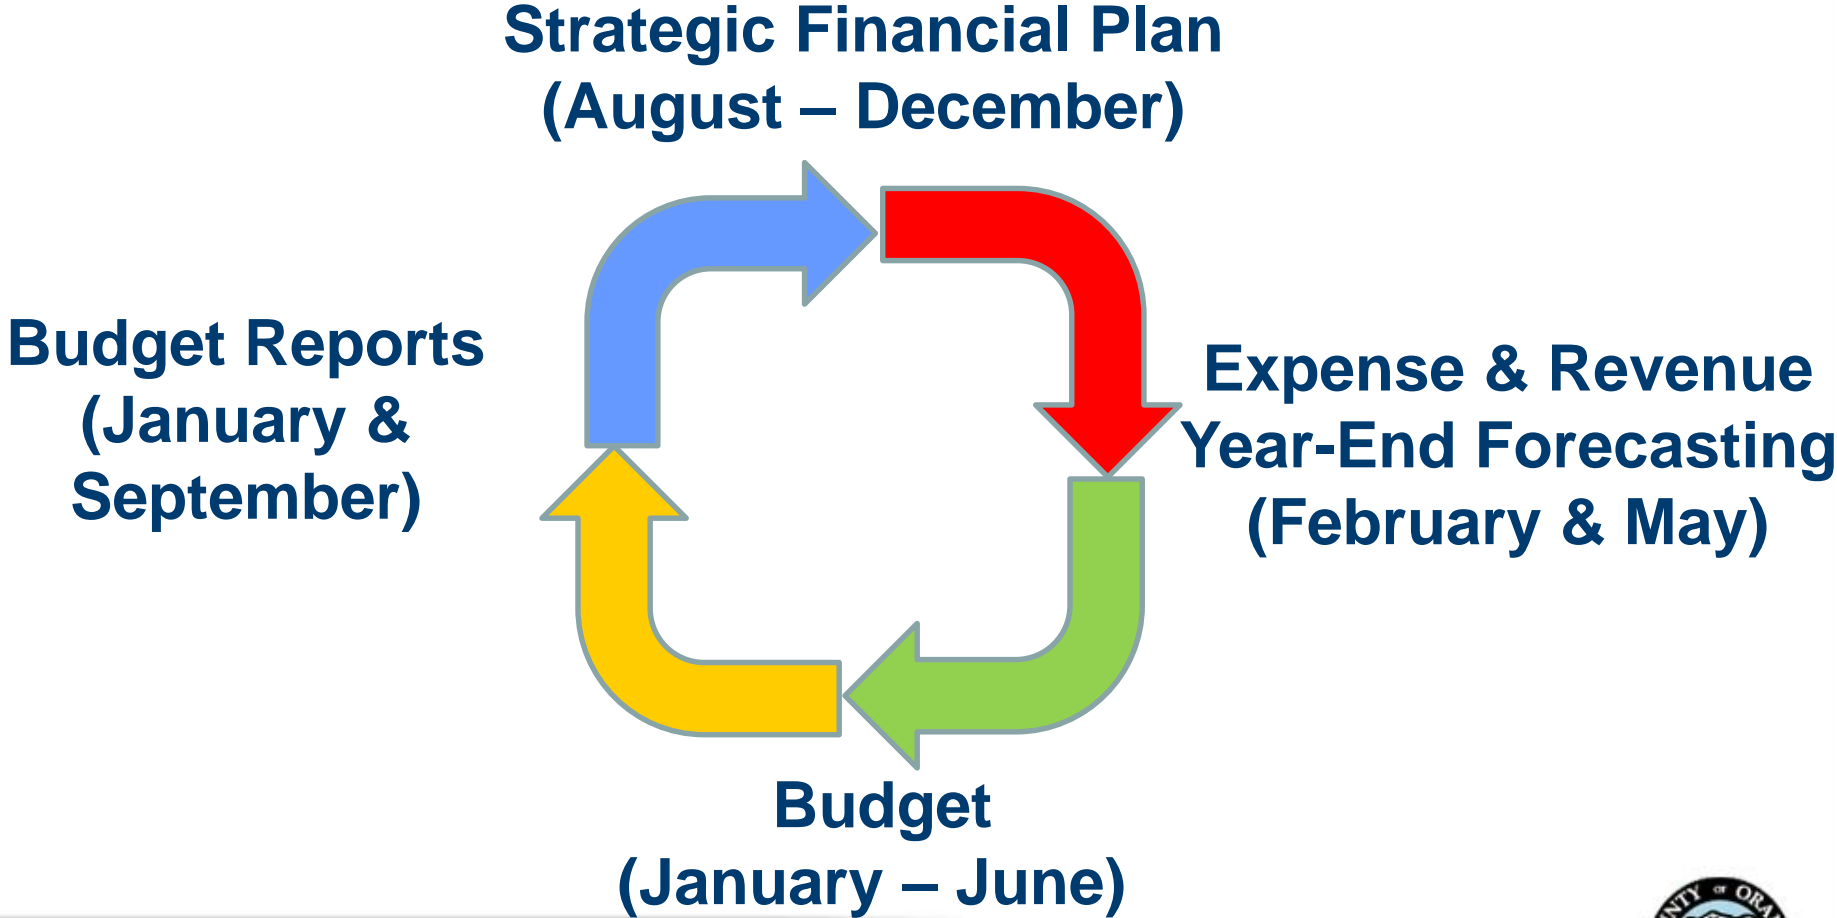 Strategic Financial Plan
(August – December)
Budget Reports
(January &
September)
Expense & Revenue
Year-End Forecasting
(February & May)
Budget
(January – June)